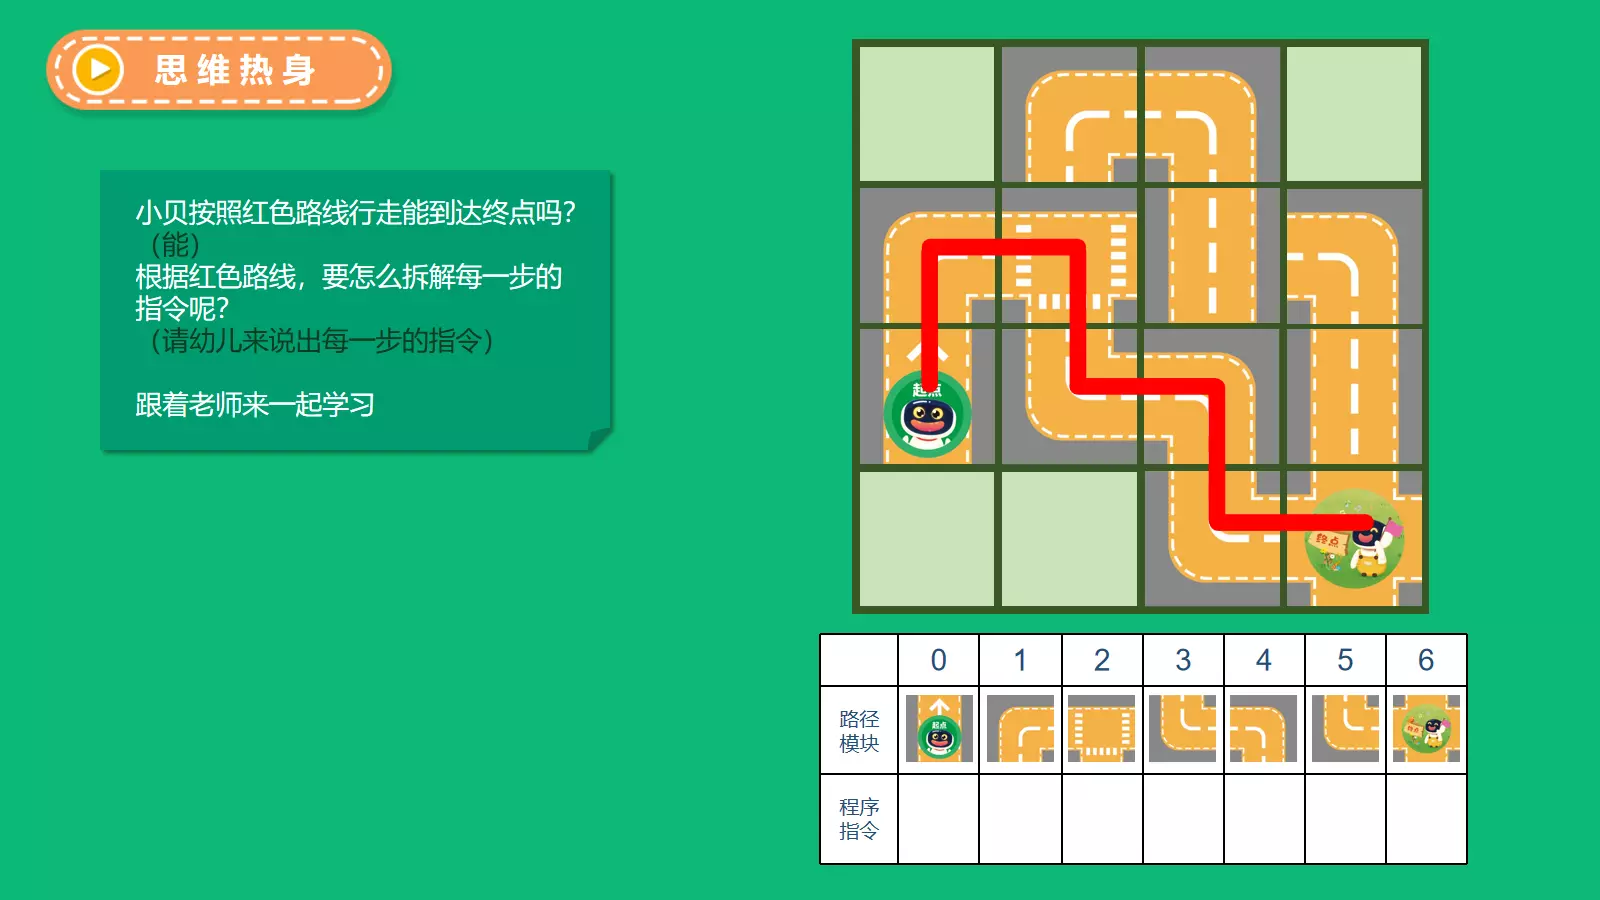 思维热身
小贝按照红色路线行走能到达终点吗？
（能）
根据红色路线，要怎么拆解每一步的
指令呢？
（请幼儿来说出每一步的指令）
跟着老师来一起学习
起点
终点
0 1 2 3 4 5 6
路径
模块
起点
终点
程序
指令